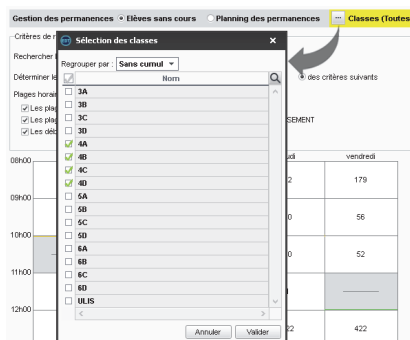 Gestion des permanences Elèves sans cours Planning des permanences ... Classes (Toutes
Critères de r
Sélection des classes
Rechercher
Regrouper par : Sans cumul
Déterminer le
des critères suivants
Nom
Plages horair
3A
Les plag
3B
Les plag
3C
SEMENT
Les déb
3D
4A
4B
4C
4D
5A
5B
5C
5D
6A
6B
6C
6D
ULIS
Annuler Valider
udi vendredi
08h00
2 179
09h00
0 56
10h00
0 52
11h00
12h00
22 422